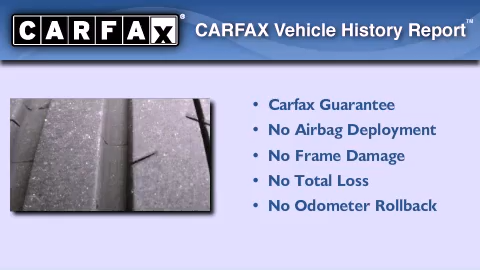 CARFAX®
CARFAX Vehicle History Report™
• Carfax Guarantee
• No Airbag Deployment
• No Frame Damage
• No Total Loss
• No Odometer Rollback